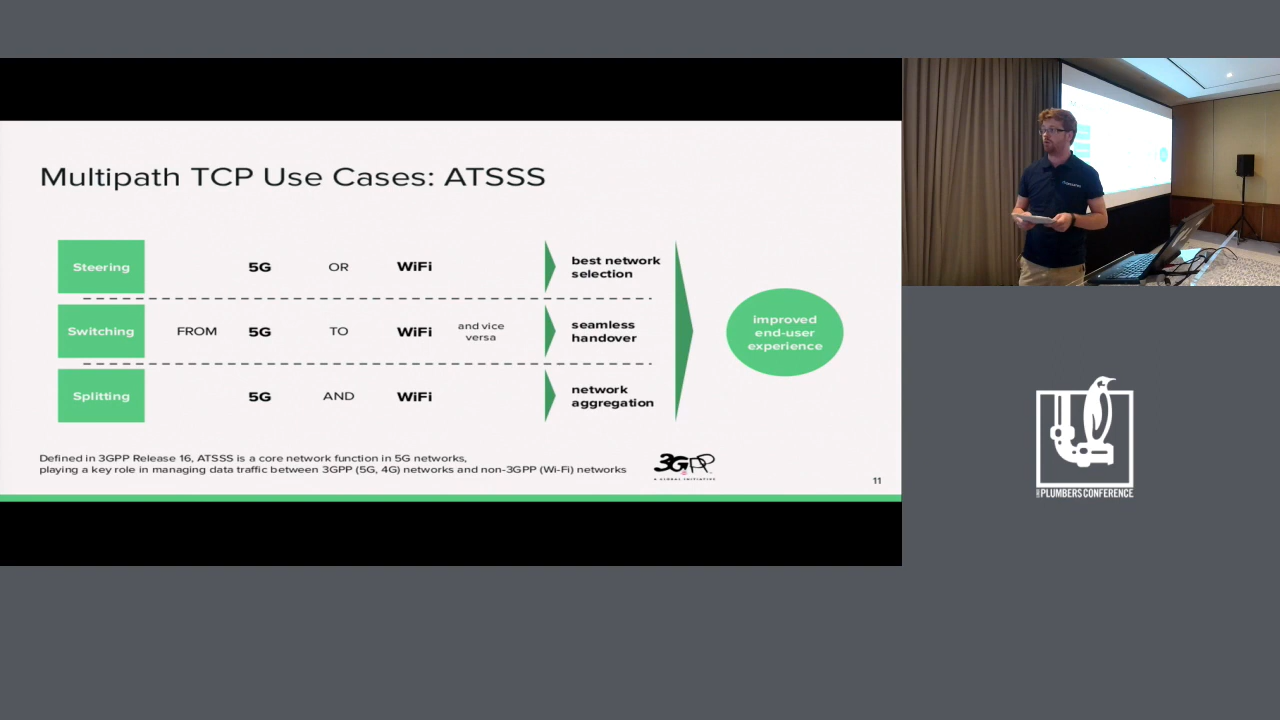 Multipath TCP Use Cases: ATSSS
Steering 5G OR WiFi best network
selection
Switching FROM 5G TO WiFi and vice
versa seamless
handover
Splitting 5G AND WiFi network
aggregation
improved
end-user
experience
Defined in 3GPP Release 16, ATSSS is a core network function in 5G networks,
playing a key role in managing data traffic between 3GPP (5G, 4G) networks and non-3GPP (Wi-Fi) networks
3GPP
A GLOBAL INITIATIVE
11
PLUMBERS CONFERENCE